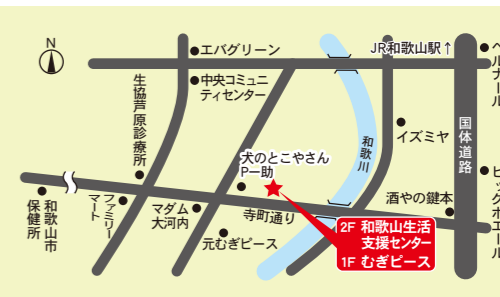 N
エバグリーン
JR和歌山駅↑
ベルナール
中央コミュニ
ティセンター
生協芦原診療所
国体道路
イズミヤ
和歌川
犬のとこやさん
P一助
和歌山市
保健所
ファミリー
マート
マダム
大河内
寺町通り
酒やの鍵本
ビックボエール
元むぎピース
2F 和歌山生活
支援センター
1F むぎピース